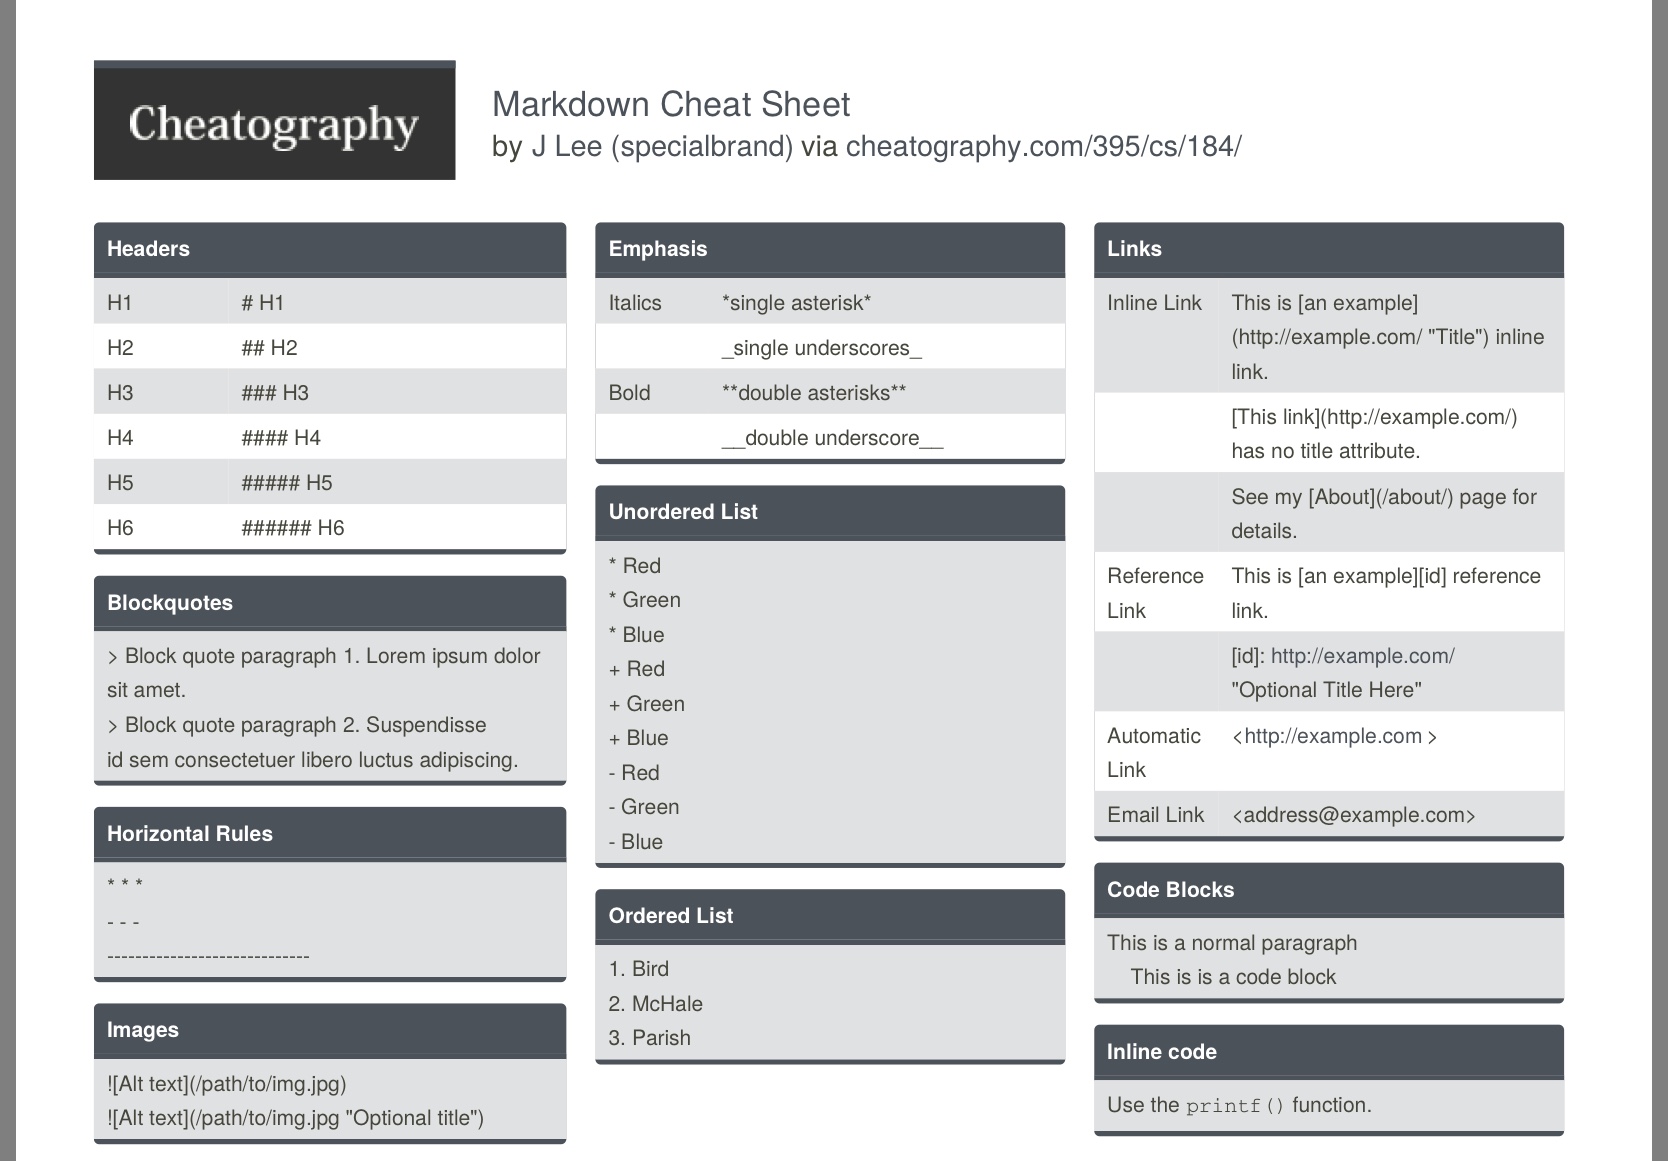 Cheatography
Markdown Cheat Sheet
by J Lee (specialbrand) via cheatography.com/395/cs/184/
Headers
H1 # H1
H2 ## H2
H3 ### H3
H4 #### H4
H5 ##### H5
H6 ###### H6
Blockquotes
> Block quote paragraph 1. Lorem ipsum dolor
sit amet.
> Block quote paragraph 2. Suspendisse
id sem consectetuer libero luctus adipiscing.
Horizontal Rules
* * *
- - -
-----------------------------
Images
![Alt text](/path/to/img.jpg)
![Alt text](/path/to/img.jpg "Optional title")
Emphasis
Italics *single asterisk*
_single underscores_
Bold **double asterisks**
__double underscore__
Unordered List
* Red
* Green
* Blue
+ Red
+ Green
+ Blue
- Red
- Green
- Blue
Ordered List
1. Bird
2. McHale
3. Parish
Links
Inline Link This is [an example]
(http://example.com/ "Title") inline
link.
[This link](http://example.com/)
has no title attribute.
See my [About](/about/) page for
details.
Reference This is [an example][id] reference
Link link.
[id]: http://example.com/
"Optional Title Here"
Automatic <http://example.com >
Link
Email Link <address@example.com>
Code Blocks
This is a normal paragraph
    This is is a code block
Inline code
Use the printf() function.